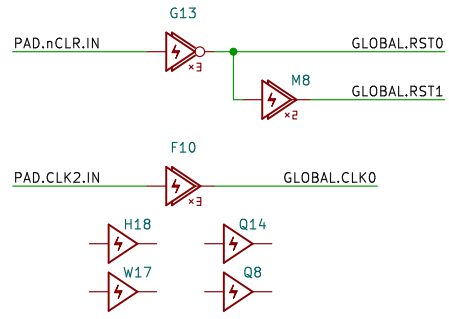 G13
PAD.nCLR.IN
GLOBAL.RST0
×3
M8
GLOBAL.RST1
×2
F10
PAD.CLK2.IN
GLOBAL.CLK0
×3
H18
Q14
W17
Q8